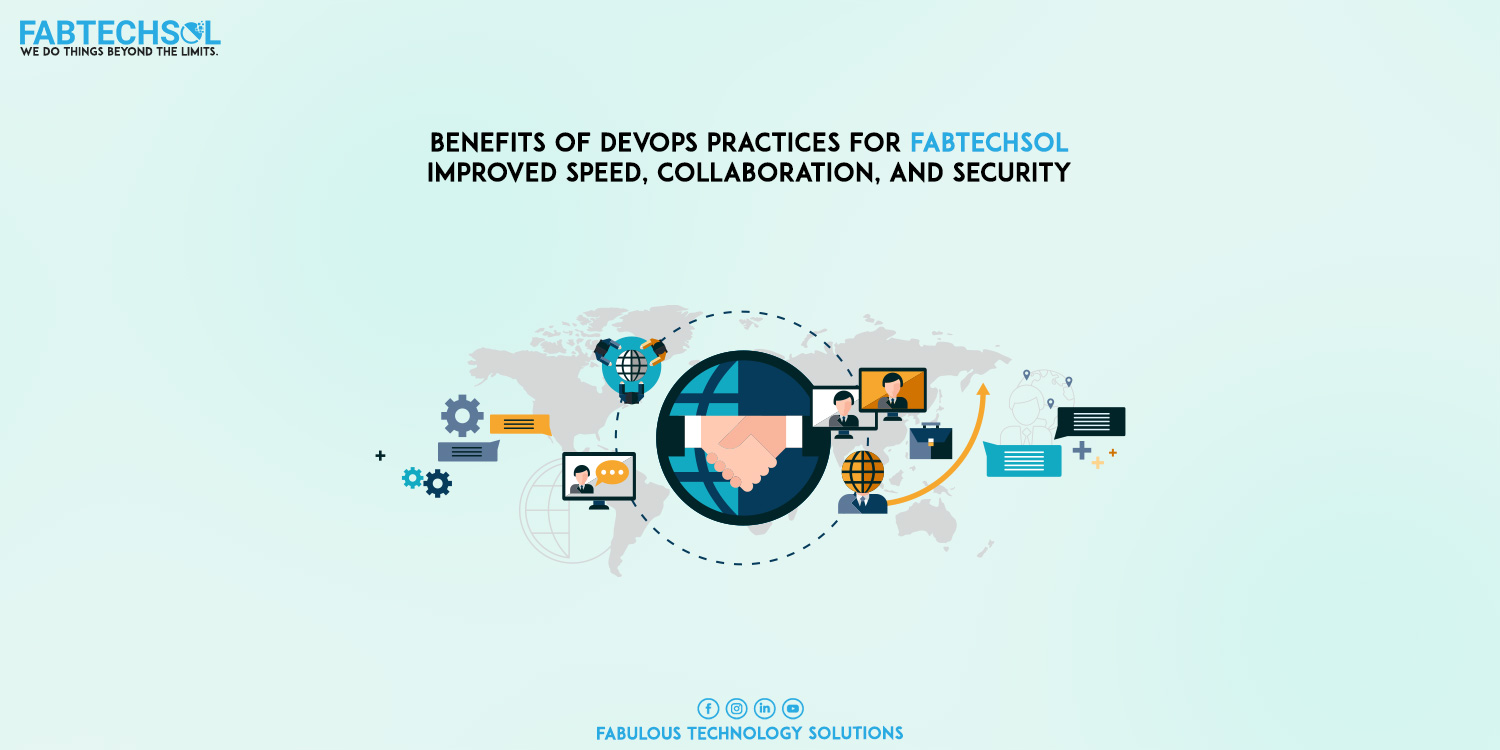 FABTECHSOL
WE DO THINGS BEYOND THE LIMITS.
BENEFITS OF DEVOPS PRACTICES FOR FABTECHSOL
IMPROVED SPEED, COLLABORATION, AND SECURITY
FABULOUS TECHNOLOGY SOLUTIONS